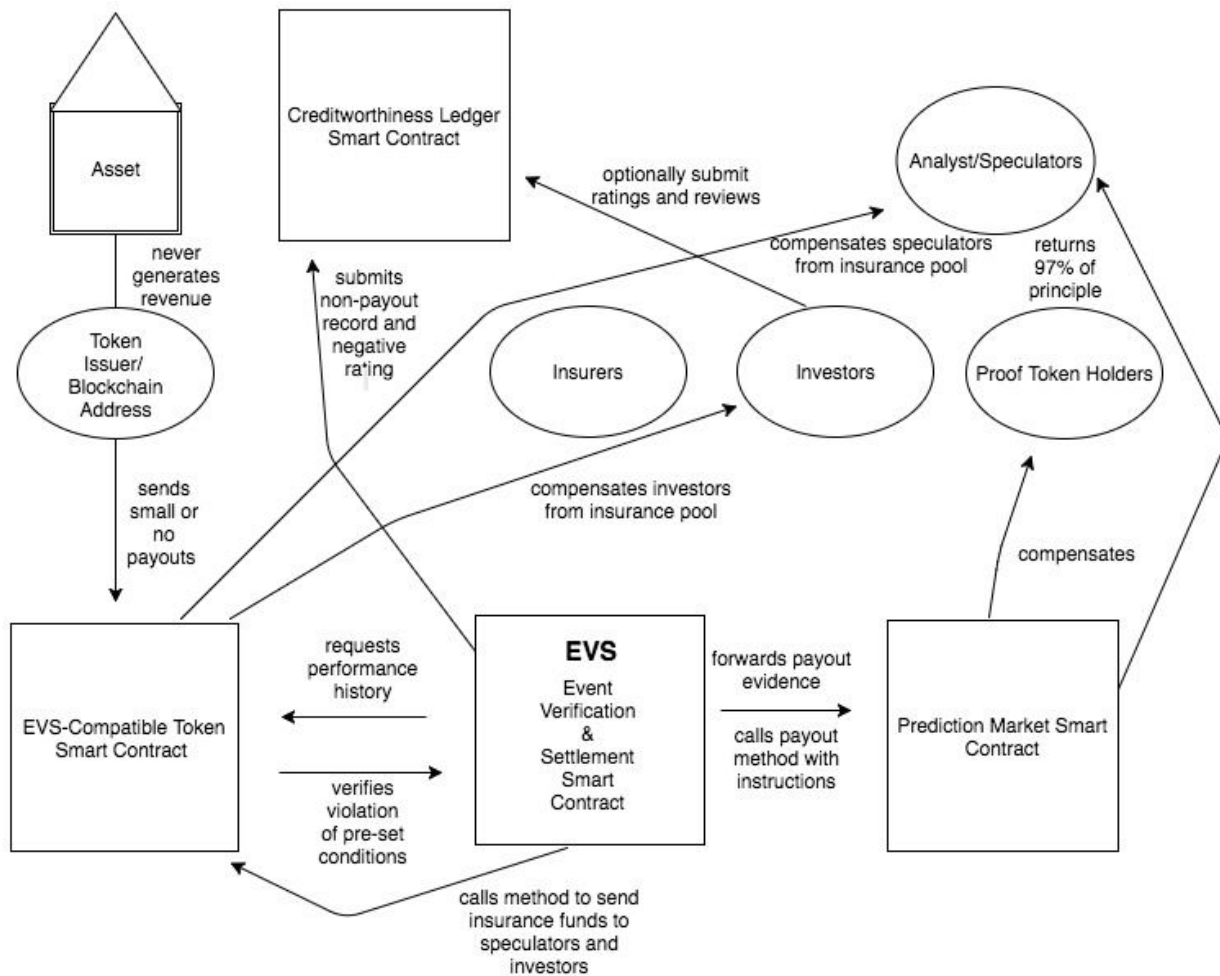 Asset
never
generates
revenue
Token
Issuer/
Blockchain
Address
sends
small or
no
payouts
Creditworthiness Ledger
Smart Contract
submits
non-payout
record and
negative
rating
optionally submit
ratings and reviews
Analyst/Speculators
compensates speculators
from insurance pool
returns
97% of
principle
Insurers
Investors
Proof Token Holders
compensates investors
from insurance pool
compensates
EVS-Compatible Token
Smart Contract
requests
performance
history
verifies
violation
of pre-set
conditions
EVS
Event
Verification
&
Settlement
Smart
Contract
forwards payout
evidence
calls payout
method with
instructions
Prediction Market Smart
Contract
calls method to send
insurance funds to
speculators and
investors